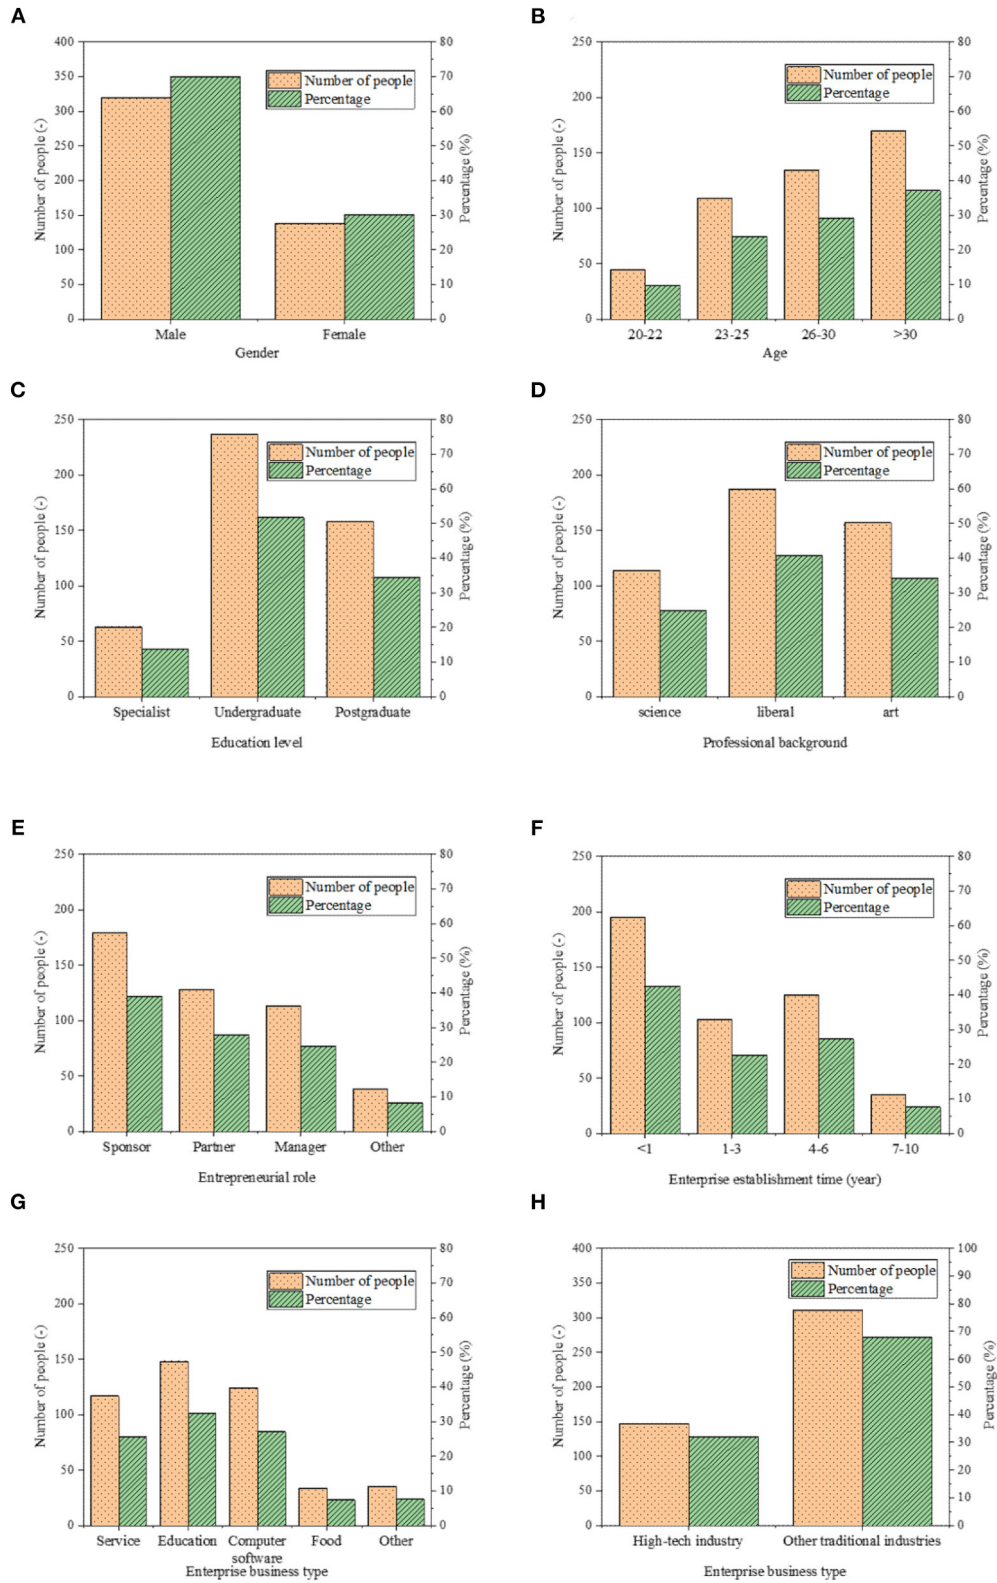 A
400
350
300
250
200
150
100
50
0
80
70
60
50
40
30
20
10
0
Number of people (-)
Percentage (%)
Number of people
Percentage
Male Female
Gender
B
250
200
150
100
50
0
80
70
60
50
40
30
20
10
0
Number of people (-)
Percentage (%)
Number of people
Percentage
20-22 23-25 26-30 >30
Age
C
250
200
150
100
50
0
80
70
60
50
40
30
20
10
0
Number of people (-)
Percentage (%)
Number of people
Percentage
Specialist Undergraduate Postgraduate
Education level
D
250
200
150
100
50
0
80
70
60
50
40
30
20
10
0
Number of people (-)
Percentage (%)
Number of people
Percentage
science liberal art
Professional background
E
250
200
150
100
50
0
80
70
60
50
40
30
20
10
0
Number of people (-)
Percentage (%)
Number of people
Percentage
Sponsor Partner Manager Other
Entrepreneurial role
F
250
200
150
100
50
0
80
70
60
50
40
30
20
10
0
Number of people (-)
Percentage (%)
Number of people
Percentage
<1 1-3 4-6 7-10
Enterprise establishment time (year)
G
250
200
150
100
50
0
80
70
60
50
40
30
20
10
0
Number of people (-)
Percentage (%)
Number of people
Percentage
Service Education Computer Food Other
software
Enterprise business type
H
400
350
300
250
200
150
100
50
0
100
90
80
70
60
50
40
30
20
10
0
Number of people (-)
Percentage (%)
Number of people
Percentage
High-tech industry Other traditional industries
Enterprise business type